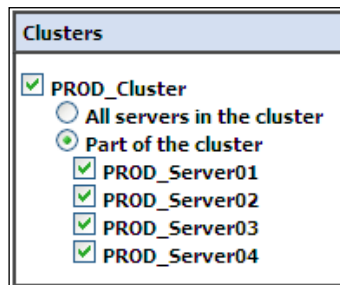 Clusters
PROD_Cluster
All servers in the cluster
Part of the cluster
PROD_Server01
PROD_Server02
PROD_Server03
PROD_Server04